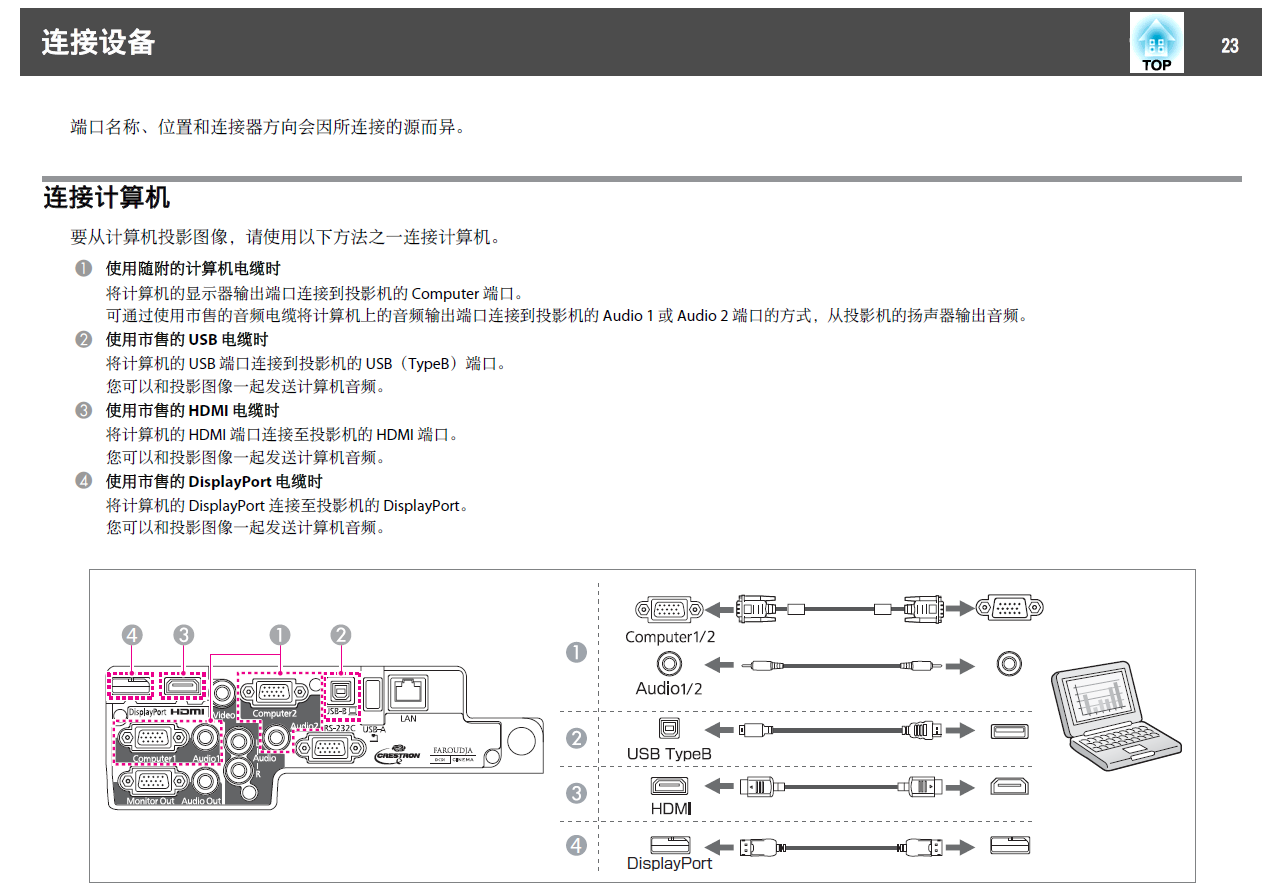 连接设备
TOP
23
端口名称、位置和连接器方向会因所连接的源而异。
连接计算机
要从计算机投影图像，请使用以下方法之一连接计算机。
1 使用随附的计算机电缆时
将计算机的显示器输出端口连接到投影机的 Computer 端口。
可通过使用市售的音频电缆将计算机上的音频输出端口连接到投影机的 Audio 1 或 Audio 2 端口的方式，从投影机的扬声器输出音频。
2 使用市售的 USB 电缆时
将计算机的 USB 端口连接到投影机的 USB（TypeB）端口。
您可以和投影图像一起发送计算机音频。
3 使用市售的 HDMI 电缆时
将计算机的 HDMI 端口连接至投影机的 HDMI 端口。
您可以和投影图像一起发送计算机音频。
4 使用市售的 DisplayPort 电缆时
将计算机的 DisplayPort 连接至投影机的 DisplayPort。
您可以和投影图像一起发送计算机音频。
4 3 1 2
DisplayPort HDMI Video Computer2 USB-B LAN
Audio2 RS-232C USB-A
Computer1 Audio1 Audio
L
R
CRESTRON FAROUDJA
DCDi CINEMA
Monitor Out Audio Out
1
Computer1/2
Audio1/2
2
USB TypeB
3
HDMI
4
DisplayPort